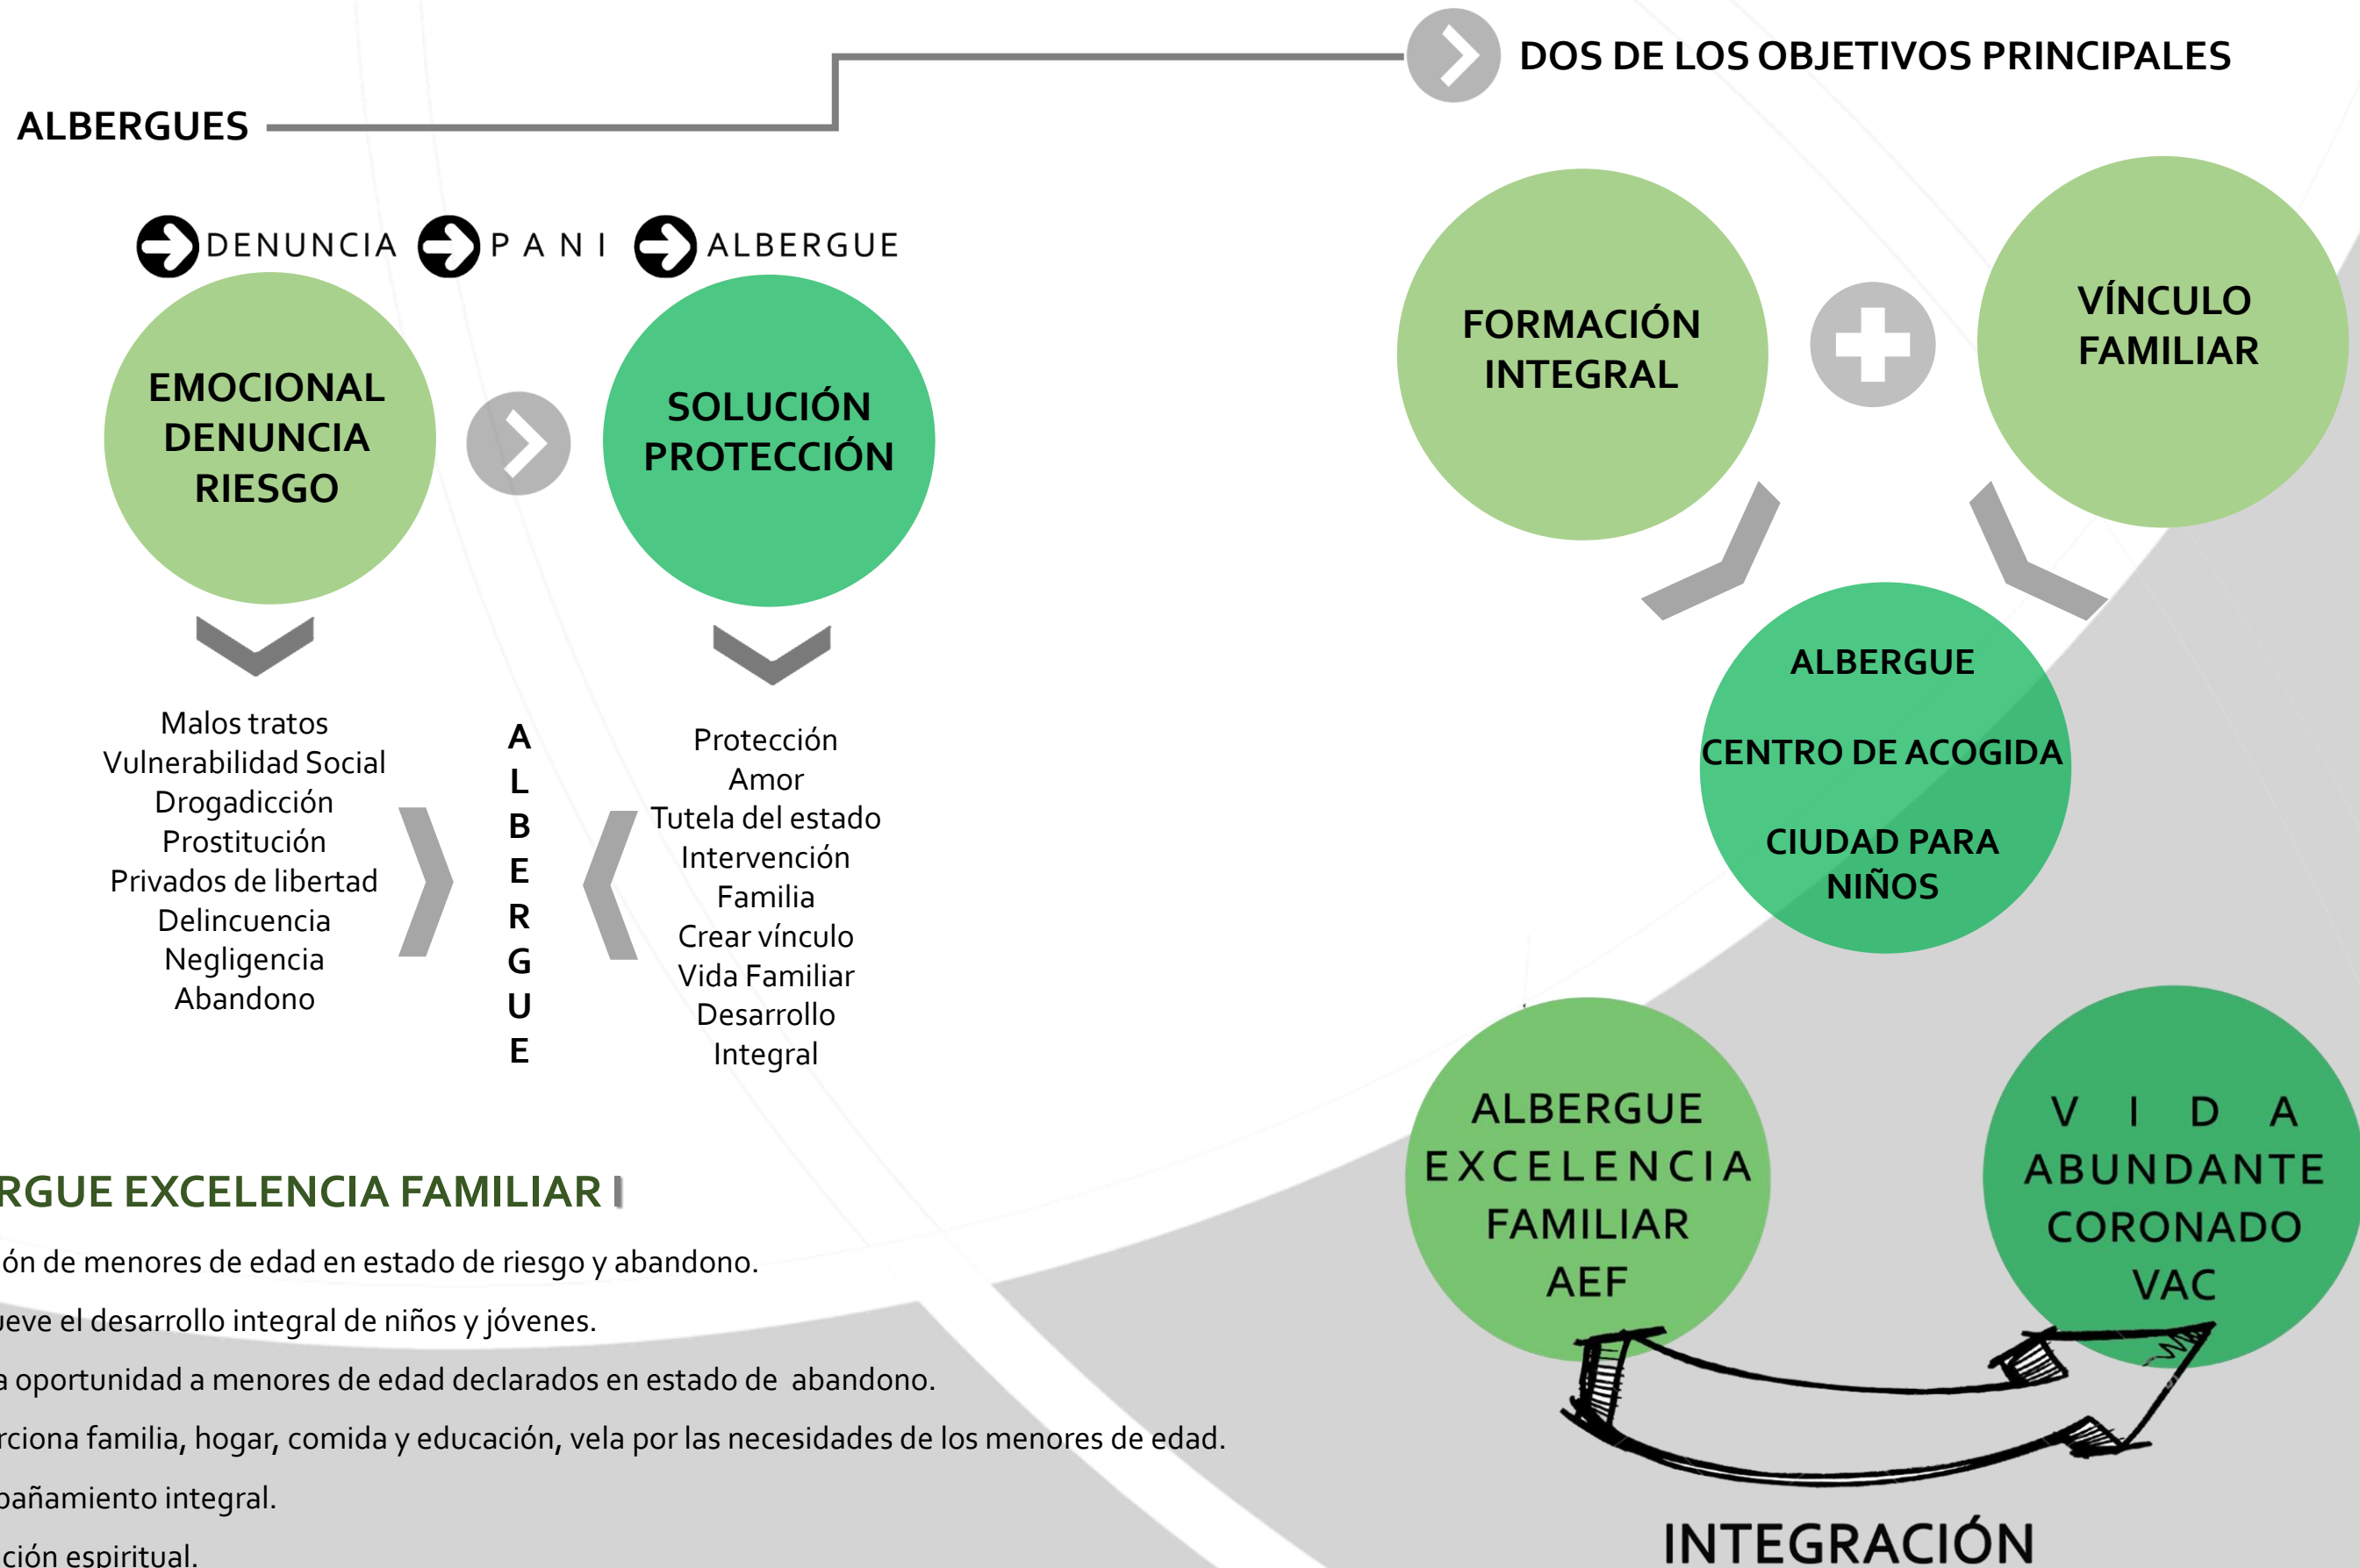 DOS DE LOS OBJETIVOS PRINCIPALES
ALBERGUES
DENUNCIA PANI ALBERGUE
EMOCIONAL
DENUNCIA
RIESGO
SOLUCIÓN
PROTECCIÓN
Malos tratos
Vulnerabilidad Social
Drogadicción
Prostitución
Privados de libertad
Delincuencia
Negligencia
Abandono
A
L
B
E
R
G
U
E
Protección
Amor
Tutela del estado
Intervención
Familia
Crear vínculo
Vida Familiar
Desarrollo
Integral
FORMACIÓN
INTEGRAL
VÍNCULO
FAMILIAR
ALBERGUE
CENTRO DE ACOGIDA
CIUDAD PARA
NIÑOS
ALBERGUE
EXCELENCIA
FAMILIAR
AEF
VIDA
ABUNDANTE
CORONADO
VAC
INTEGRACIÓN
RGUE EXCELENCIA FAMILIAR I
ón de menores de edad en estado de riesgo y abandono.
ueve el desarrollo integral de niños y jóvenes.
a oportunidad a menores de edad declarados en estado de abandono.
rciona familia, hogar, comida y educación, vela por las necesidades de los menores de edad.
pañamiento integral.
ción espiritual.